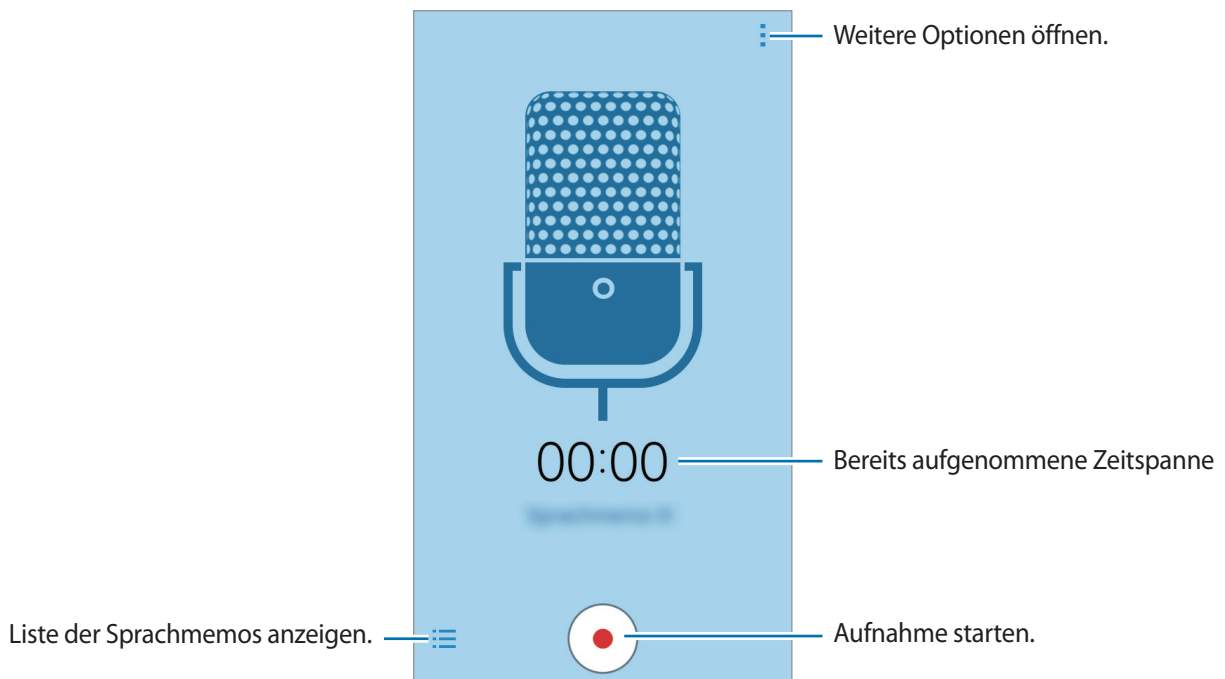 Weitere Optionen öffnen.
00:00
Bereits aufgenommene Zeitspanne
Liste der Sprachmemos anzeigen.
Aufnahme starten.